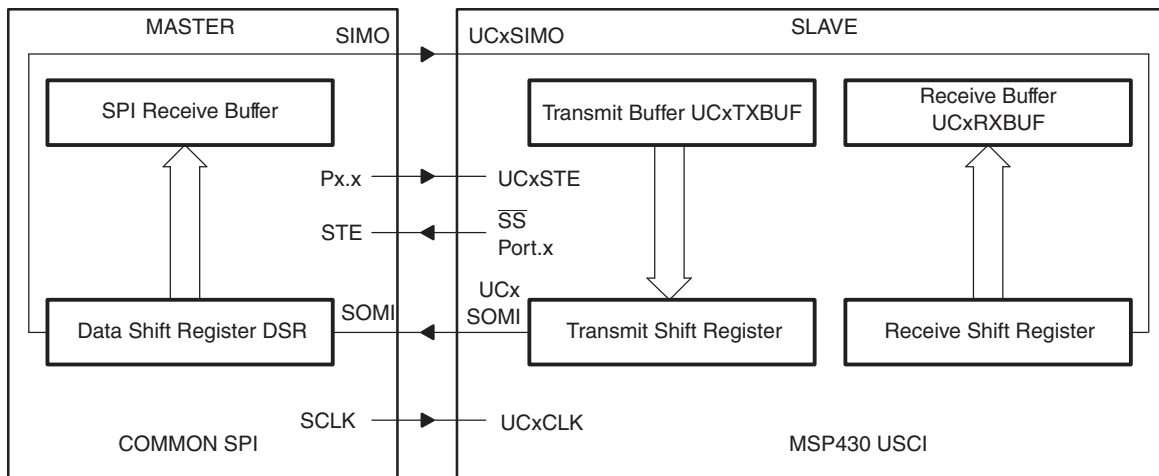 MASTER
SLAVE
SIMO
UCxSIMO
SPI Receive Buffer
Transmit Buffer UCxTXBUF
Receive Buffer
UCxRXBUF
Px.x
UCxSTE
STE
SS
Port.x
SOMI
UCx
SOMI
Data Shift Register DSR
Transmit Shift Register
Receive Shift Register
SCLK
UCxCLK
COMMON SPI
MSP430 USCI